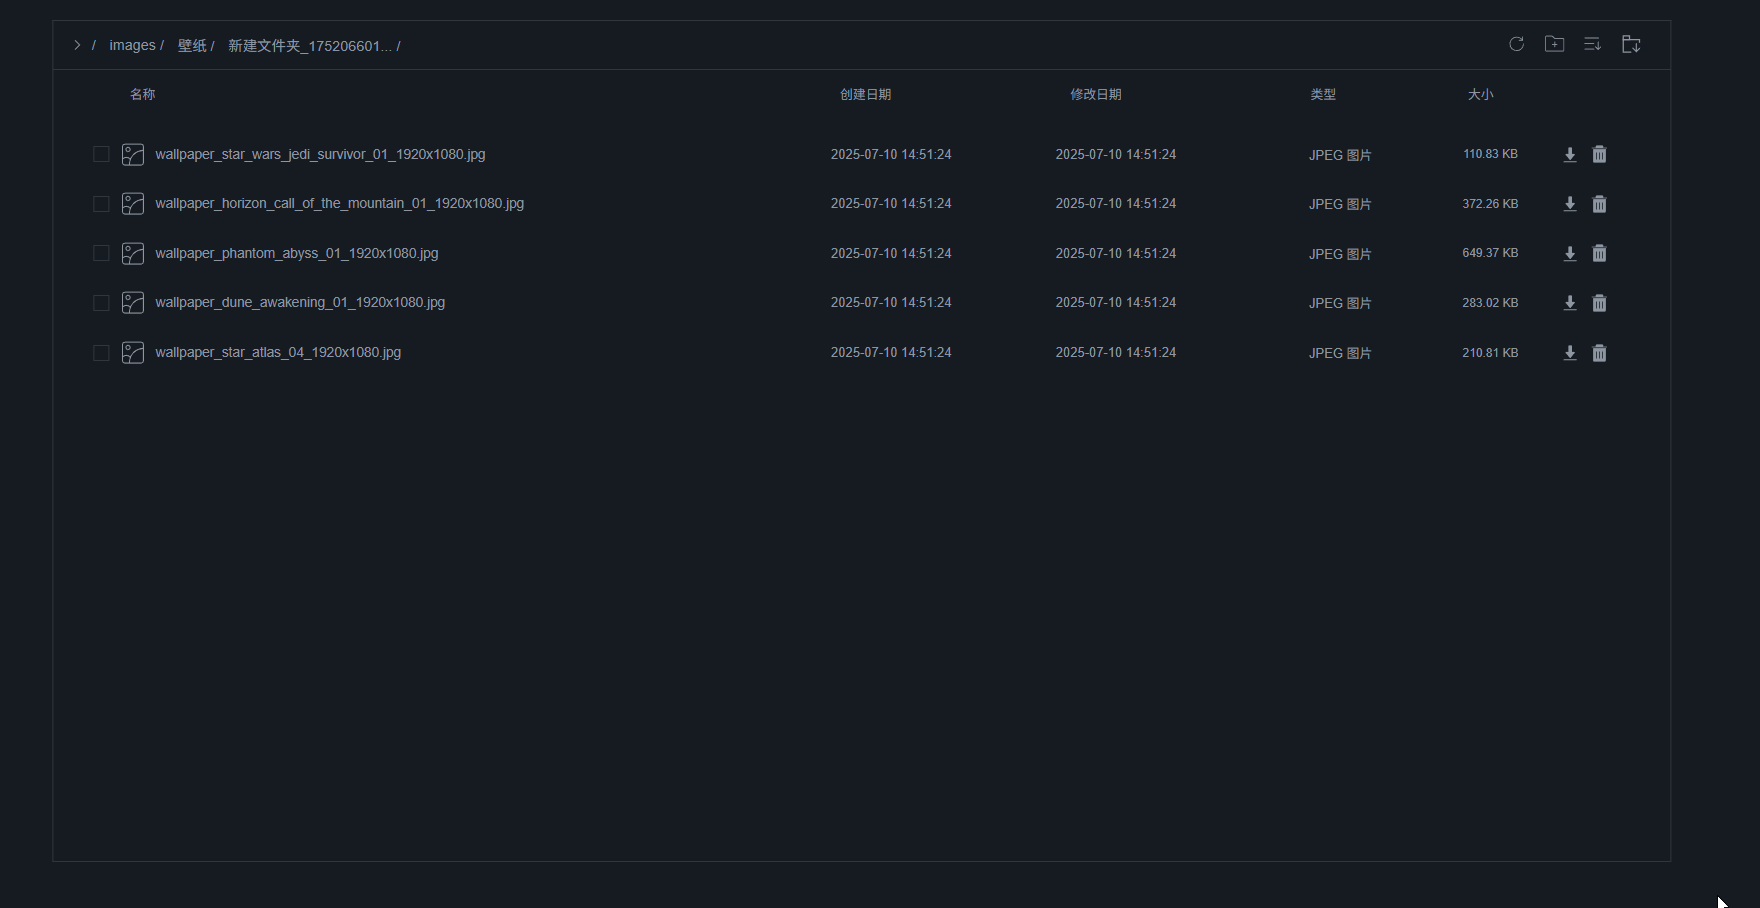 > / images / 壁纸 / 新建文件夹_175206601... /
名称 创建日期 修改日期 类型 大小
wallpaper_star_wars_jedi_survivor_01_1920x1080.jpg 2025-07-10 14:51:24 2025-07-10 14:51:24 JPEG 图片 110.83 KB
wallpaper_horizon_call_of_the_mountain_01_1920x1080.jpg 2025-07-10 14:51:24 2025-07-10 14:51:24 JPEG 图片 372.26 KB
wallpaper_phantom_abyss_01_1920x1080.jpg 2025-07-10 14:51:24 2025-07-10 14:51:24 JPEG 图片 649.37 KB
wallpaper_dune_awakening_01_1920x1080.jpg 2025-07-10 14:51:24 2025-07-10 14:51:24 JPEG 图片 283.02 KB
wallpaper_star_atlas_04_1920x1080.jpg 2025-07-10 14:51:24 2025-07-10 14:51:24 JPEG 图片 210.81 KB